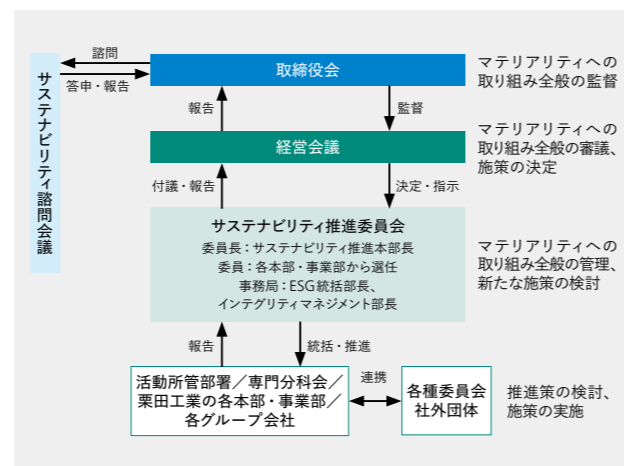 諮問
答申・報告
サステナビリティ諮問会議
取締役会
マテリアリティへの
取り組み全般の監督
報告
監督
経営会議
マテリアリティへの
取り組み全般の審議、
施策の決定
付議・報告
決定・指示
サステナビリティ推進委員会
委員長：サステナビリティ推進本部長
委員：各本部・事業部から選任
事務局：ESG統括部長、
インテグリティマネジメント部長
マテリアリティへの
取り組み全般の管理、
新たな施策の検討
報告
統括・推進
活動所管部署／専門分科会／
栗田工業の各本部・事業部／
各グループ会社
連携
各種委員会
社外団体
推進策の検討、
施策の実施